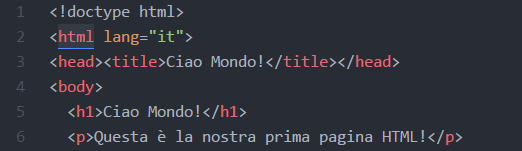 1 <!doctype html>
2 <html lang="it">
3 <head><title>Ciao Mondo!</title></head>
4 <body>
5 <h1>Ciao Mondo!</h1>
6 <p>Questa è la nostra prima pagina HTML!</p>